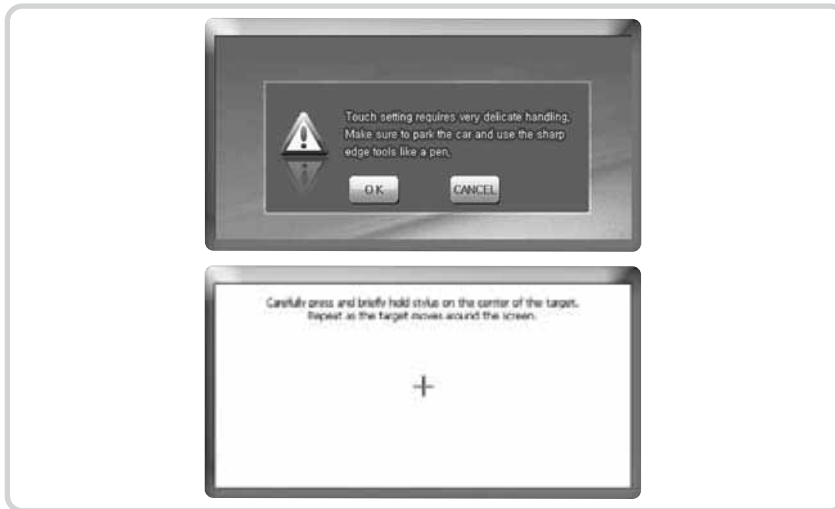 Touch setting requires very delicate handling,
Make sure to park the car and use the sharp
edge tools like a pen,
OK
CANCEL
Carefully press and briefly hold stylus on the center of the target.
Repeat as the target moves around the screen.